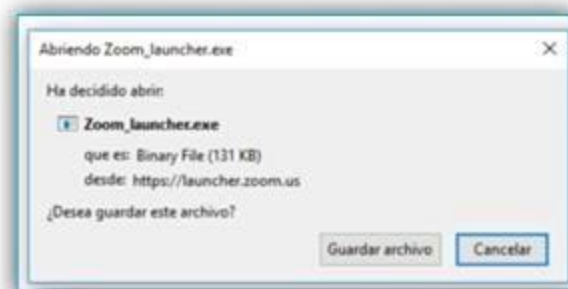 Abriendo Zoom_launcher.exe
Ha decidido abrir:
Zoom_launcher.exe
que es: Binary File (131 KB)
desde: https://launcher.zoom.us
¿Desea guardar este archivo?
Guardar archivo Cancelar